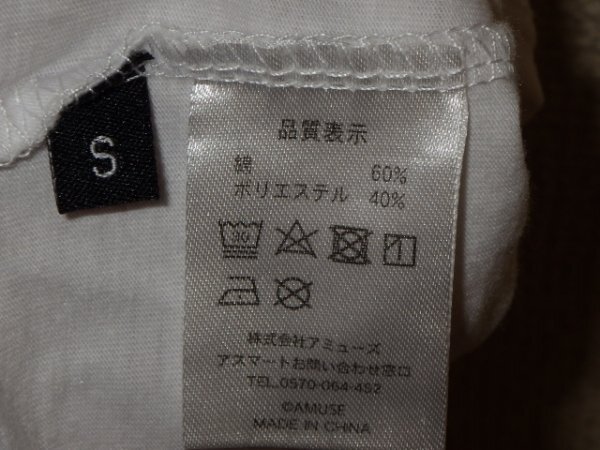 S
品質表示
綿 60%
ポリエステル 40%
30
株式会社アミューズ
アスマートお問い合わせ窓口
TEL.0570-064-452
©AMUSE
MADE IN CHINA